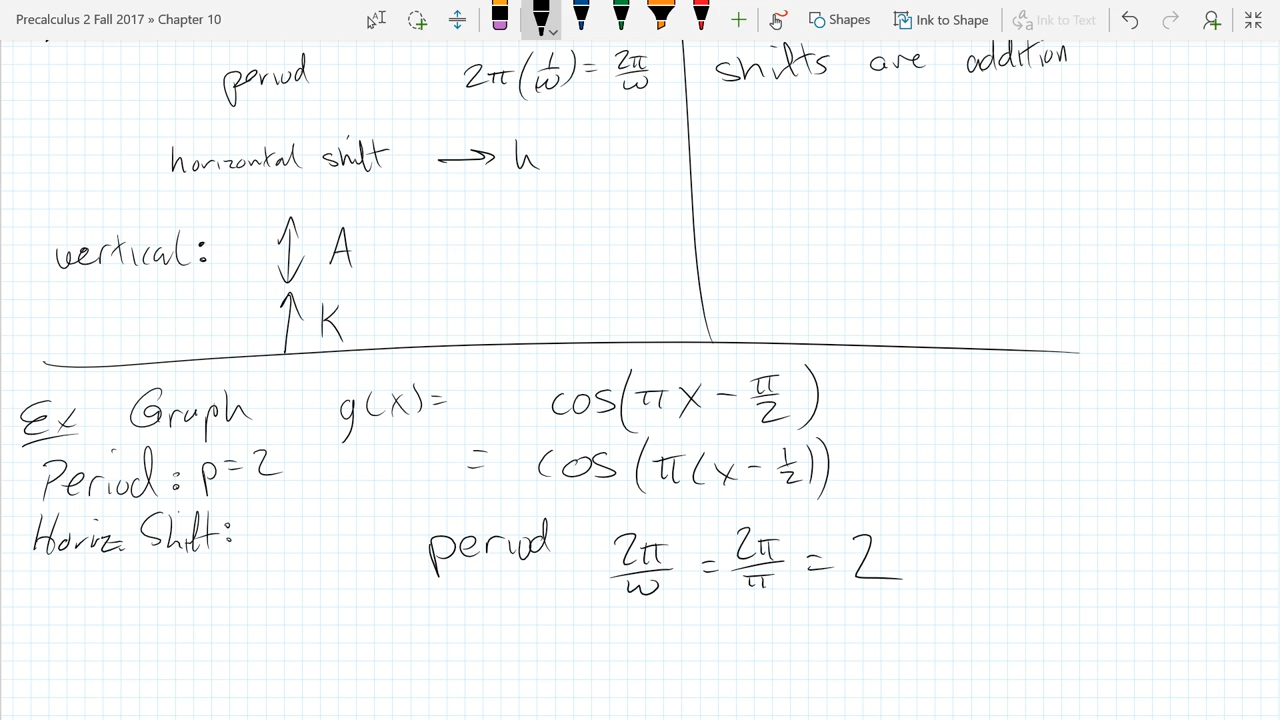 Precalculus 2 Fall 2017 » Chapter 10
Shapes
Ink to Shape
Ink to Text
period 2π(1/ω) = 2π/ω
shifts are addition
horizontal shift → h
vertical: ↕ A
↑ K
Ex Graph g(x) = cos(πx - π/2)
Period: p = 2 = cos(π(x - 1/2))
Horiz Shift:
period 2π/ω = 2π/π = 2